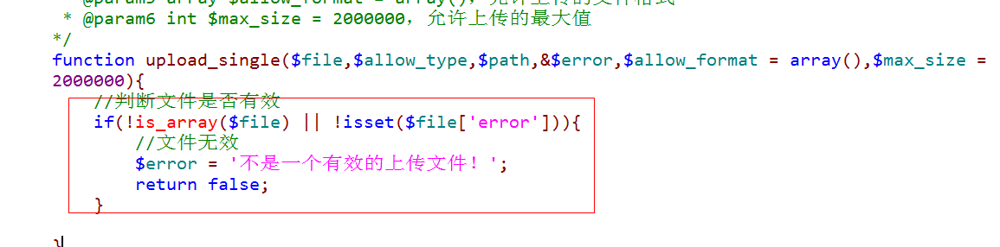 * @param5 array $allow_format = array(), 允许上传的文件格式
* @param6 int $max_size = 2000000，允许上传的最大值
*/
function upload_single($file,$allow_type,$path,&$error,$allow_format = array(),$max_size =
2000000){
//判断文件是否有效
if(!is_array($file) || !isset($file['error'])){
//文件无效
$error = '不是一个有效的上传文件！';
return false;
}
}